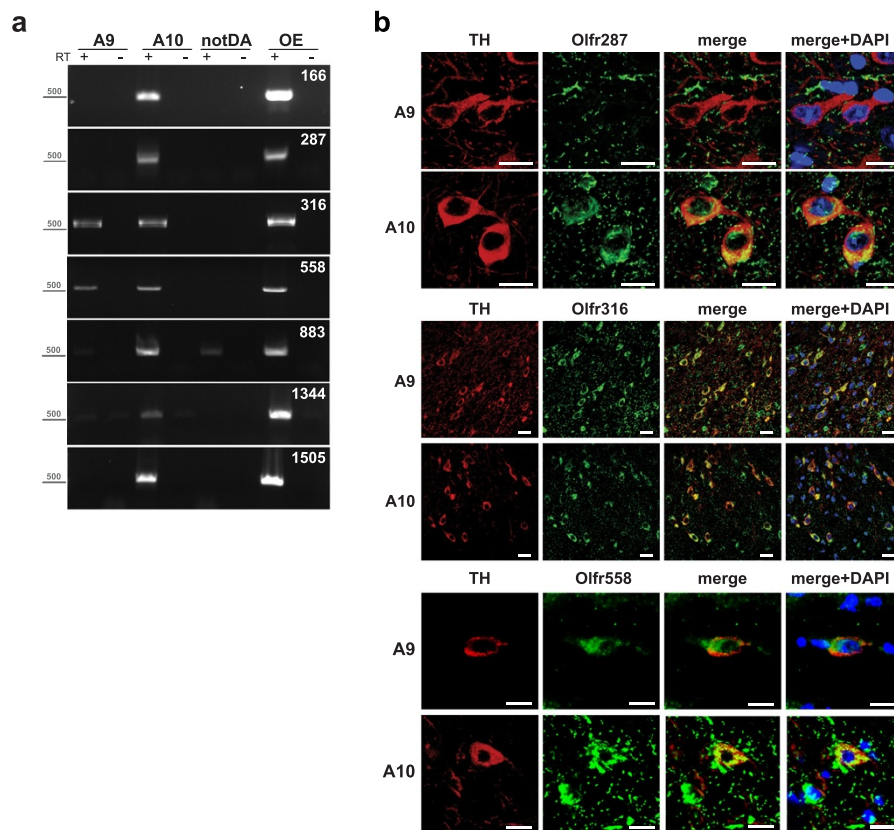 a
A9 A10 notDA OE
RT + - + - + - + -
500 166
500 287
500 316
500 558
500 883
500 1344
500 1505
b
TH Olfr287 merge merge+DAPI
A9
A10
TH Olfr316 merge merge+DAPI
A9
A10
TH Olfr558 merge merge+DAPI
A9
A10